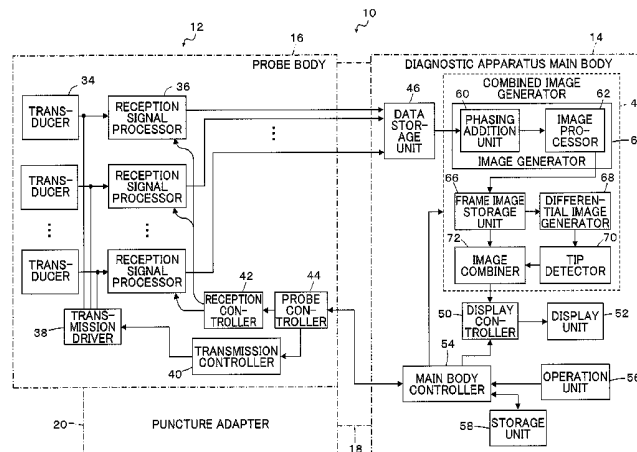 10
12
16
14
PROBE BODY
DIAGNOSTIC APPARATUS MAIN BODY
34
TRANS-
DUCER
36
RECEPTION
SIGNAL
PROCESSOR
46
DATA
STOR-
AGE
UNIT
COMBINED IMAGE
GENERATOR
60
PHASING
ADDITION
UNIT
62
IMAGE
PRO-
CESSOR
IMAGE GENERATOR
TRANS-
DUCER
RECEPTION
SIGNAL
PROCESSOR
66
FRAME IMAGE
STORAGE
UNIT
68
DIFFEREN-
TIAL IMAGE
GENERATOR
TRANS-
DUCER
RECEPTION
SIGNAL
PROCESSOR
72
IMAGE
COMBINER
70
TIP
DETECTOR
42
RECEPTION
CON-
TROLLER
44
PROBE
CON-
TROLLER
38
TRANS-
MISSION
DRIVER
40
TRANSMISSION
CONTROLLER
50
DISPLAY
CON-
TROLLER
52
DISPLAY
UNIT
54
MAIN BODY
CONTROLLER
56
OPERATION
UNIT
58
STORAGE
UNIT
20
PUNCTURE ADAPTER
18